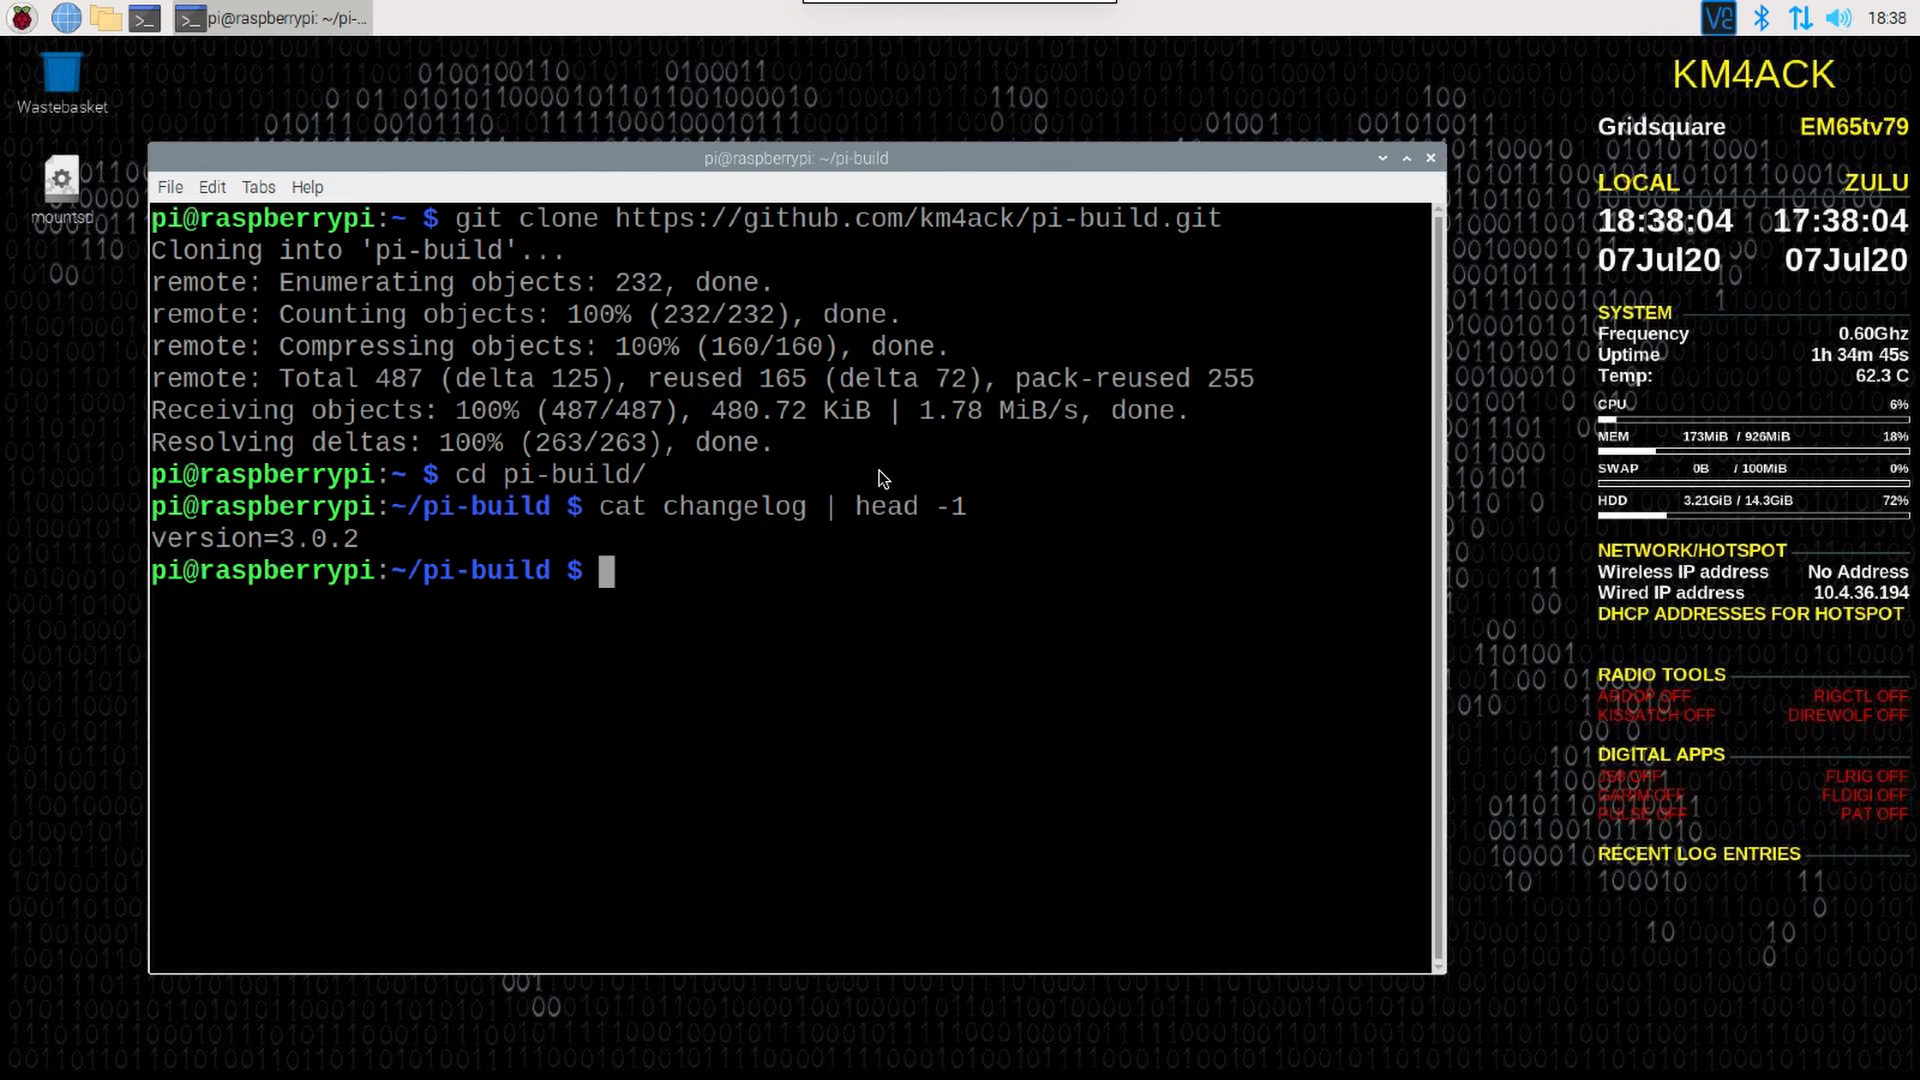 pi@raspberrypi: ~/pi-...
18:38
Wastebasket
mountsd
pi@raspberrypi: ~/pi-build
File Edit Tabs Help
pi@raspberrypi:~ $ git clone https://github.com/km4ack/pi-build.git
Cloning into 'pi-build'...
remote: Enumerating objects: 232, done.
remote: Counting objects: 100% (232/232), done.
remote: Compressing objects: 100% (160/160), done.
remote: Total 487 (delta 125), reused 165 (delta 72), pack-reused 255
Receiving objects: 100% (487/487), 480.72 KiB | 1.78 MiB/s, done.
Resolving deltas: 100% (263/263), done.
pi@raspberrypi:~ $ cd pi-build/
pi@raspberrypi:~/pi-build $ cat changelog | head -1
version=3.0.2
pi@raspberrypi:~/pi-build $
KM4ACK
Gridsquare EM65tv79
LOCAL ZULU
18:38:04 17:38:04
07Jul20 07Jul20
SYSTEM
Frequency 0.60Ghz
Uptime 1h 34m 45s
Temp: 62.3 C
CPU 6%
MEM 173MiB / 926MiB 18%
SWAP 0B / 100MiB 0%
HDD 3.21GiB / 14.3GiB 72%
NETWORK/HOTSPOT
Wireless IP address No Address
Wired IP address 10.4.36.194
DHCP ADDRESSES FOR HOTSPOT
RADIO TOOLS
ARDOP OFF RIGCTL OFF
KISSATCH OFF DIREWOLF OFF
DIGITAL APPS
JS8 OFF FLRIG OFF
GARIM OFF FLDIGI OFF
PULSE OFF PAT OFF
RECENT LOG ENTRIES